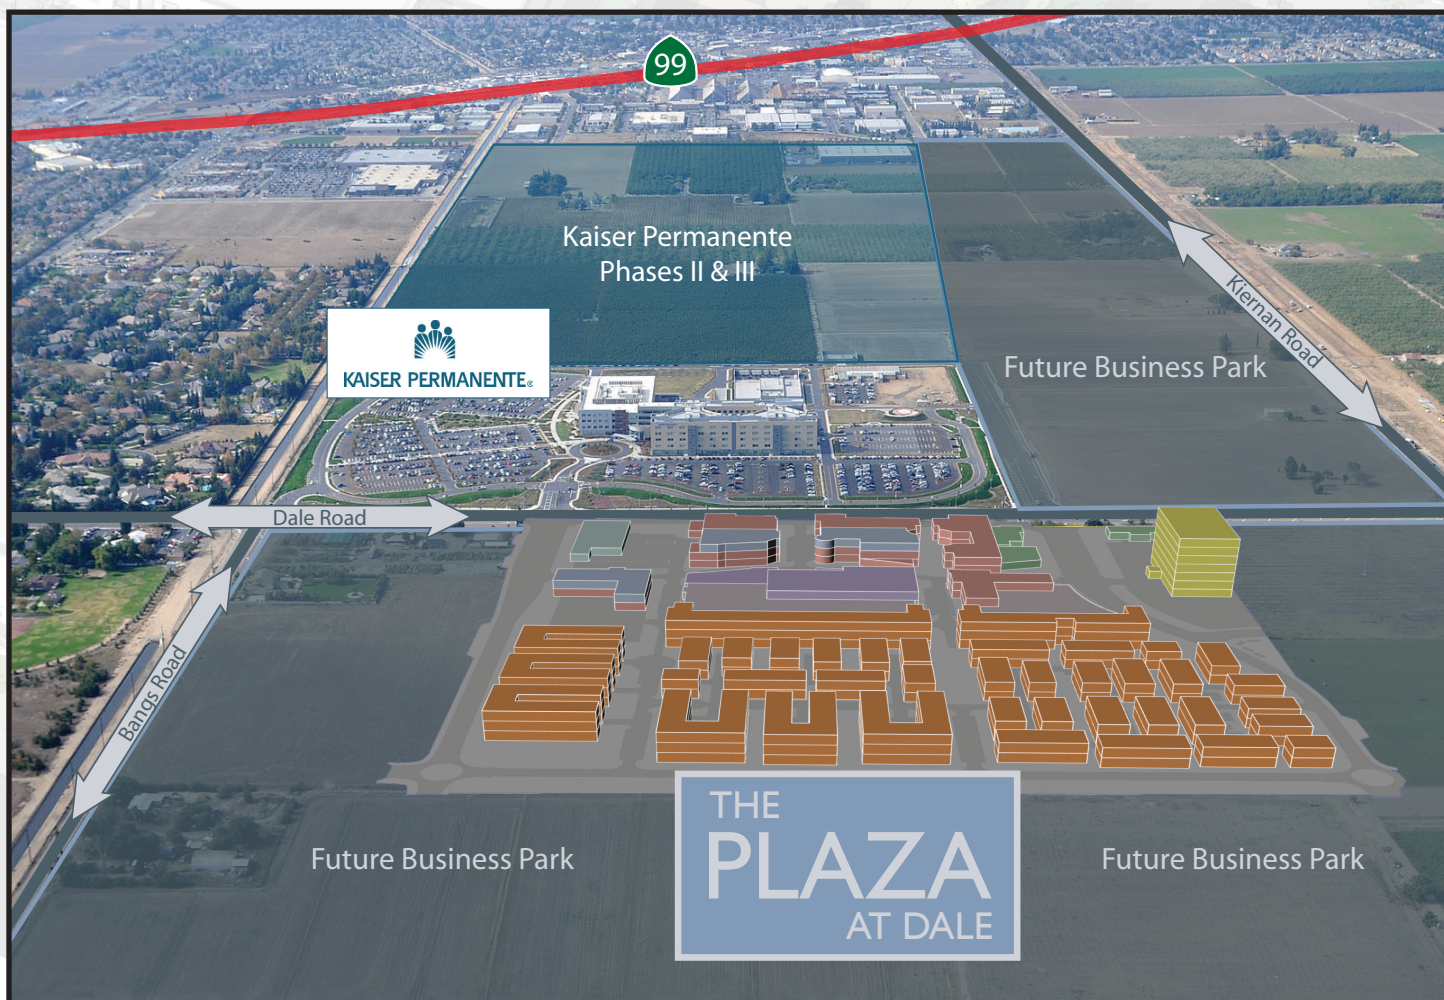 99
Kaiser Permanente
Phases II & III
KAISER PERMANENTE®
Kiernan Road
Future Business Park
Dale Road
Bangs Road
THE
PLAZA
AT DALE
Future Business Park
Future Business Park